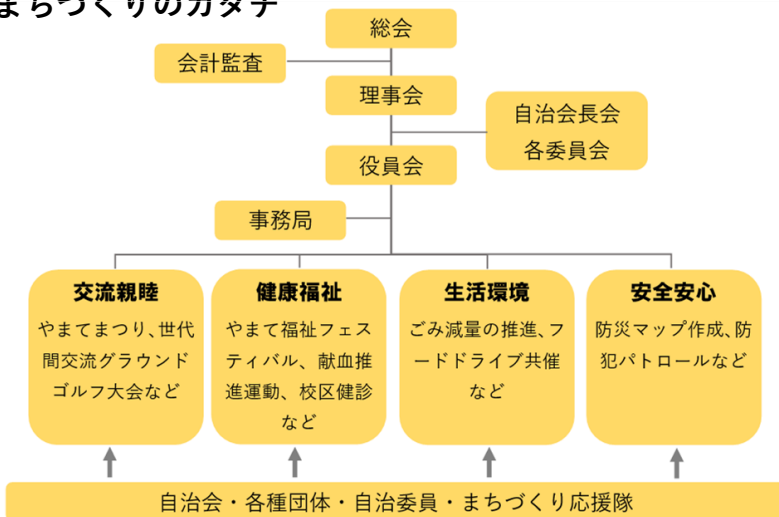 まちづくりのカタチ
総会
会計監査
理事会
自治会長会
各委員会
役員会
事務局
交流親睦
やまてまつり、世代
間交流グラウンド
ゴルフ大会など
健康福祉
やまて福祉フェス
ティバル、献血推
進運動、校区健診
など
生活環境
ごみ減量の推進、フ
ードドライブ共催
など
安全安心
防災マップ作成、防
犯パトロールなど
自治会・各種団体・自治委員・まちづくり応援隊